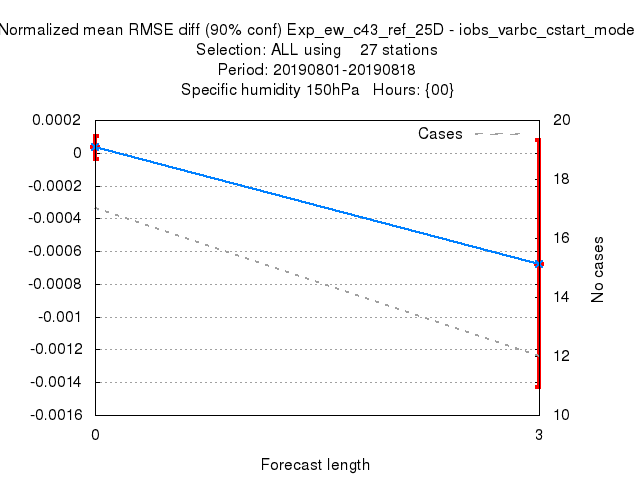 Normalized mean RMSE diff (90% conf) Exp_ew_c43_ref_25D - iobs_varbc_cstart_mode
Selection: ALL using 27 stations
Period: 20190801-20190818
Specific humidity 150hPa Hours: {00}
0.0002
0
-0.0002
-0.0004
-0.0006
-0.0008
-0.001
-0.0012
-0.0014
-0.0016
Cases
20
18
16
14
12
10
No cases
0
3
Forecast length